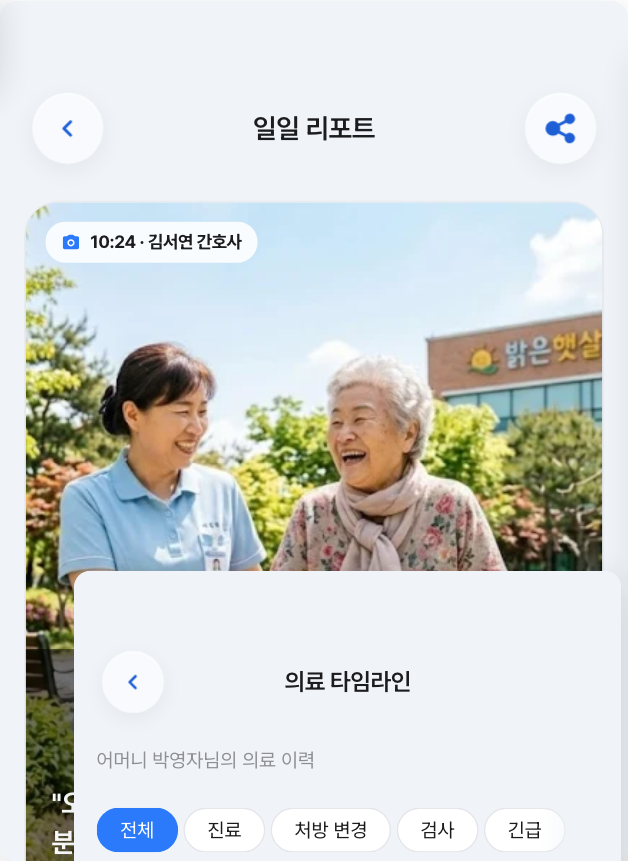 일일 리포트
10:24 · 김서연 간호사
밝은햇살
의료 타임라인
어머니 박영자님의 의료 이력
"오
분
전체
진료
처방 변경
검사
긴급